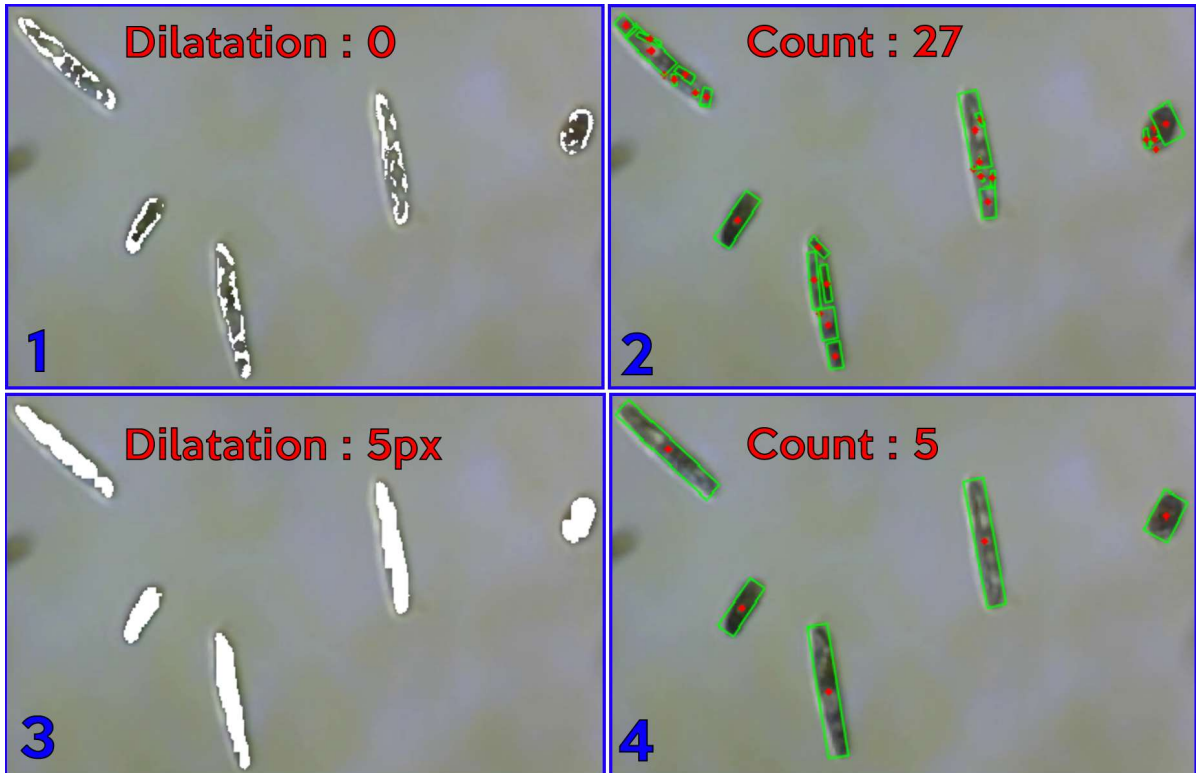 Dilatation : 0
1
Count : 27
2
Dilatation : 5px
3
Count : 5
4